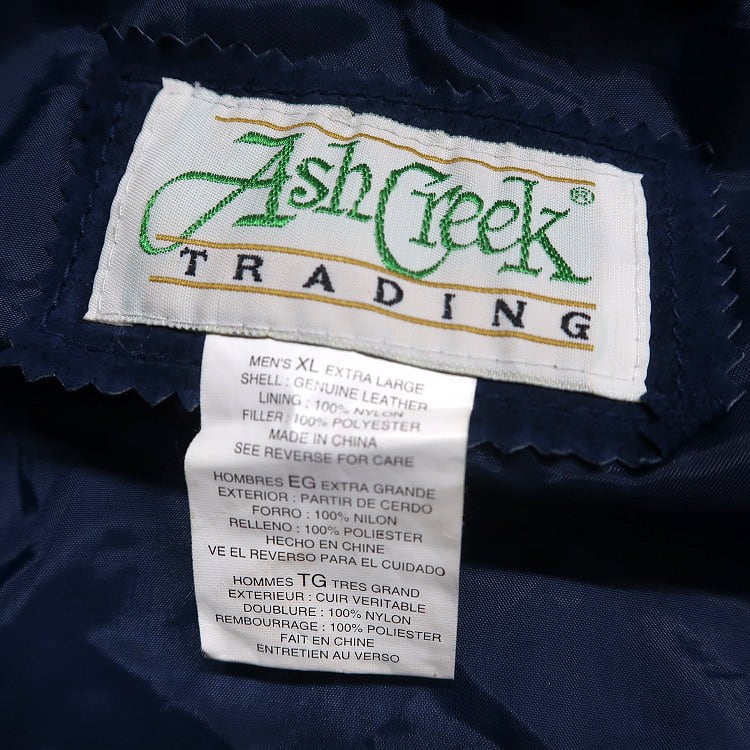 Ash Creek®
TRADING
MEN'S XL EXTRA LARGE
SHELL : GENUINE LEATHER
LINING : 100% NYLON
FILLER : 100% POLYESTER
MADE IN CHINA
SEE REVERSE FOR CARE
HOMBRES EG EXTRA GRANDE
EXTERIOR : PARTIR DE CERDO
FORRO : 100% NILON
RELLENO : 100% POLIESTER
HECHO EN CHINE
VE EL REVERSO PARA EL CUIDADO
HOMMES TG TRES GRAND
EXTERIEUR : CUIR VERITABLE
DOUBLURE : 100% NYLON
REMBOURRAGE : 100% POLIESTER
FAIT EN CHINE
ENTRETIEN AU VERSO